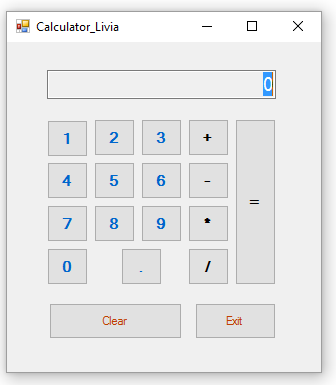 Calculator_Livia
0
1 2 3 +
4 5 6 - =
7 8 9 *
0 . /
Clear Exit